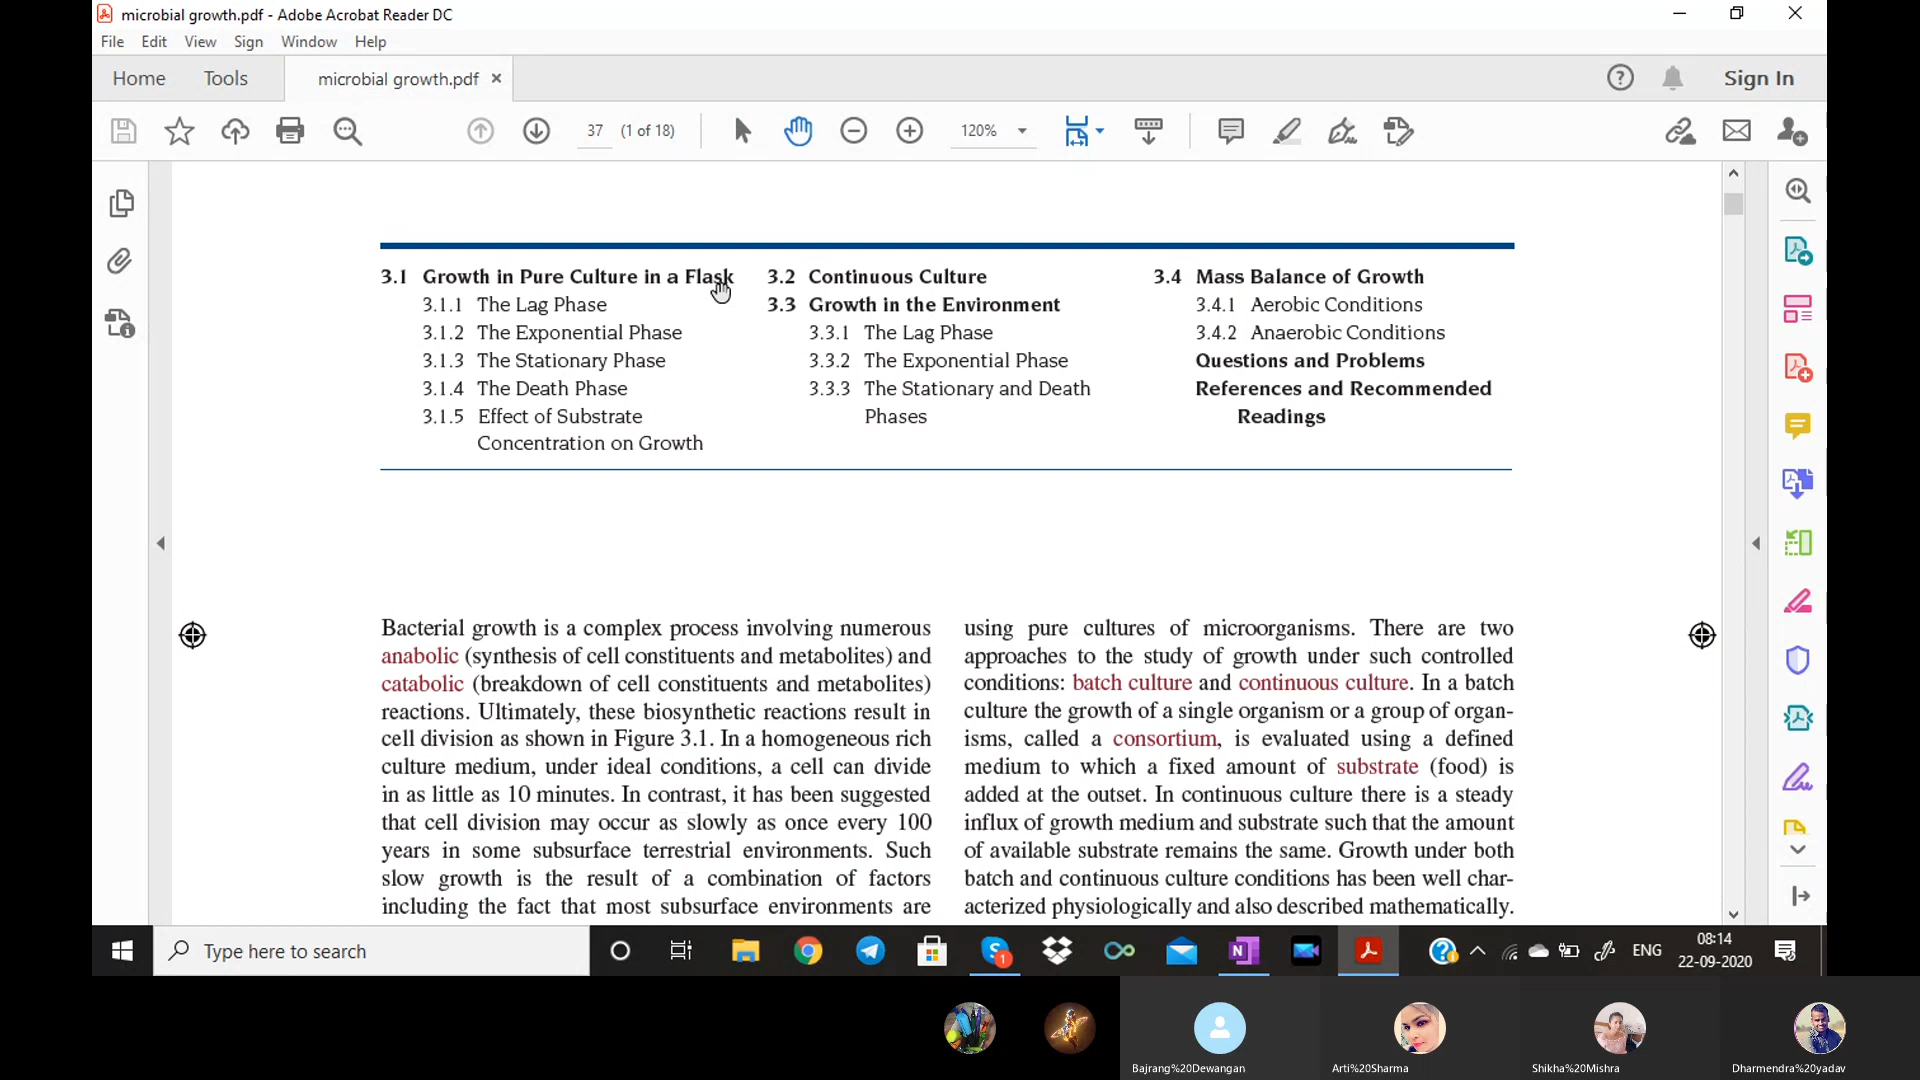 microbial growth.pdf - Adobe Acrobat Reader DC
File Edit View Sign Window Help
Home Tools microbial growth.pdf × Sign In
37 (1 of 18) 120%
3.1 Growth in Pure Culture in a Flask
3.1.1 The Lag Phase
3.1.2 The Exponential Phase
3.1.3 The Stationary Phase
3.1.4 The Death Phase
3.1.5 Effect of Substrate
Concentration on Growth
3.2 Continuous Culture
3.3 Growth in the Environment
3.3.1 The Lag Phase
3.3.2 The Exponential Phase
3.3.3 The Stationary and Death
Phases
3.4 Mass Balance of Growth
3.4.1 Aerobic Conditions
3.4.2 Anaerobic Conditions
Questions and Problems
References and Recommended
Readings
Bacterial growth is a complex process involving numerous
anabolic (synthesis of cell constituents and metabolites) and
catabolic (breakdown of cell constituents and metabolites)
reactions. Ultimately, these biosynthetic reactions result in
cell division as shown in Figure 3.1. In a homogeneous rich
culture medium, under ideal conditions, a cell can divide
in as little as 10 minutes. In contrast, it has been suggested
that cell division may occur as slowly as once every 100
years in some subsurface terrestrial environments. Such
slow growth is the result of a combination of factors
including the fact that most subsurface environments are
using pure cultures of microorganisms. There are two
approaches to the study of growth under such controlled
conditions: batch culture and continuous culture. In a batch
culture the growth of a single organism or a group of organ-
isms, called a consortium, is evaluated using a defined
medium to which a fixed amount of substrate (food) is
added at the outset. In continuous culture there is a steady
influx of growth medium and substrate such that the amount
of available substrate remains the same. Growth under both
batch and continuous culture conditions has been well char-
acterized physiologically and also described mathematically.
Type here to search
1
N
ENG
08:14
22-09-2020
Bajrang%20Dewangan
Arti%20Sharma
Shikha%20Mishra
Dharmendra%20yadav